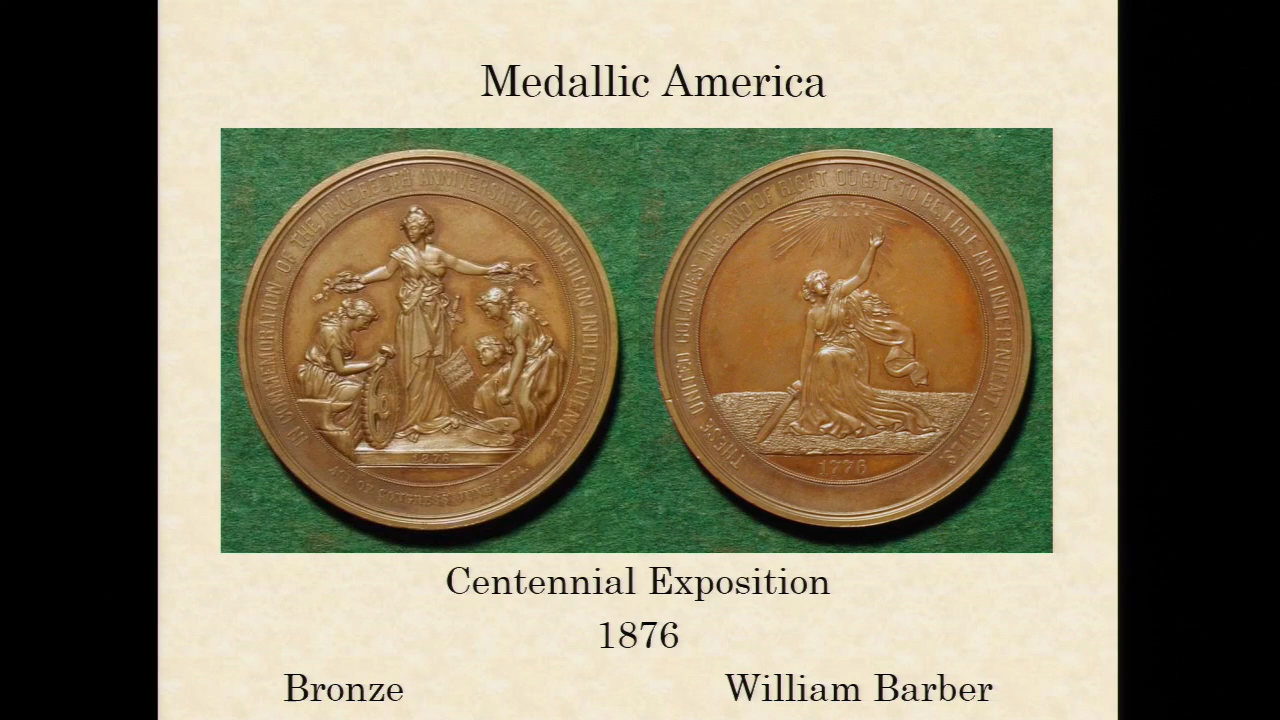 Medallic America
IN COMMEMORATION OF THE HUNDREDTH ANNIVERSARY OF AMERICAN INDEPENDENCE
1876
ACT OF CONGRESS JUNE 1874.
THESE UNITED COLONIES ARE, AND OF RIGHT OUGHT TO BE FREE AND INDEPENDENT STATES
1776
Centennial Exposition
1876
Bronze
William Barber